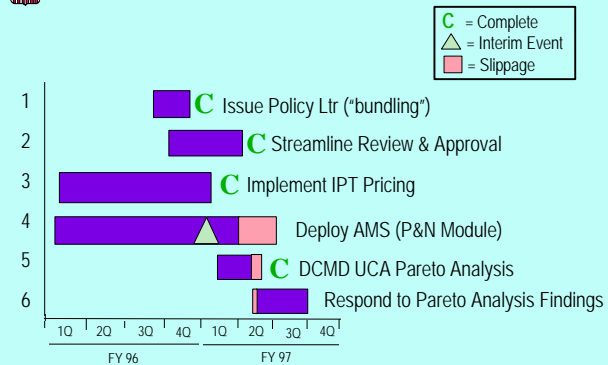 C = Complete
= Interim Event
= Slippage
1 C Issue Policy Ltr ("bundling")
2 C Streamline Review & Approval
3 C Implement IPT Pricing
4 Deploy AMS (P&N Module)
5 C DCMD UCA Pareto Analysis
6 Respond to Pareto Analysis Findings
1Q 2Q 3Q 4Q 1Q 2Q 3Q 4Q
FY 96 FY 97